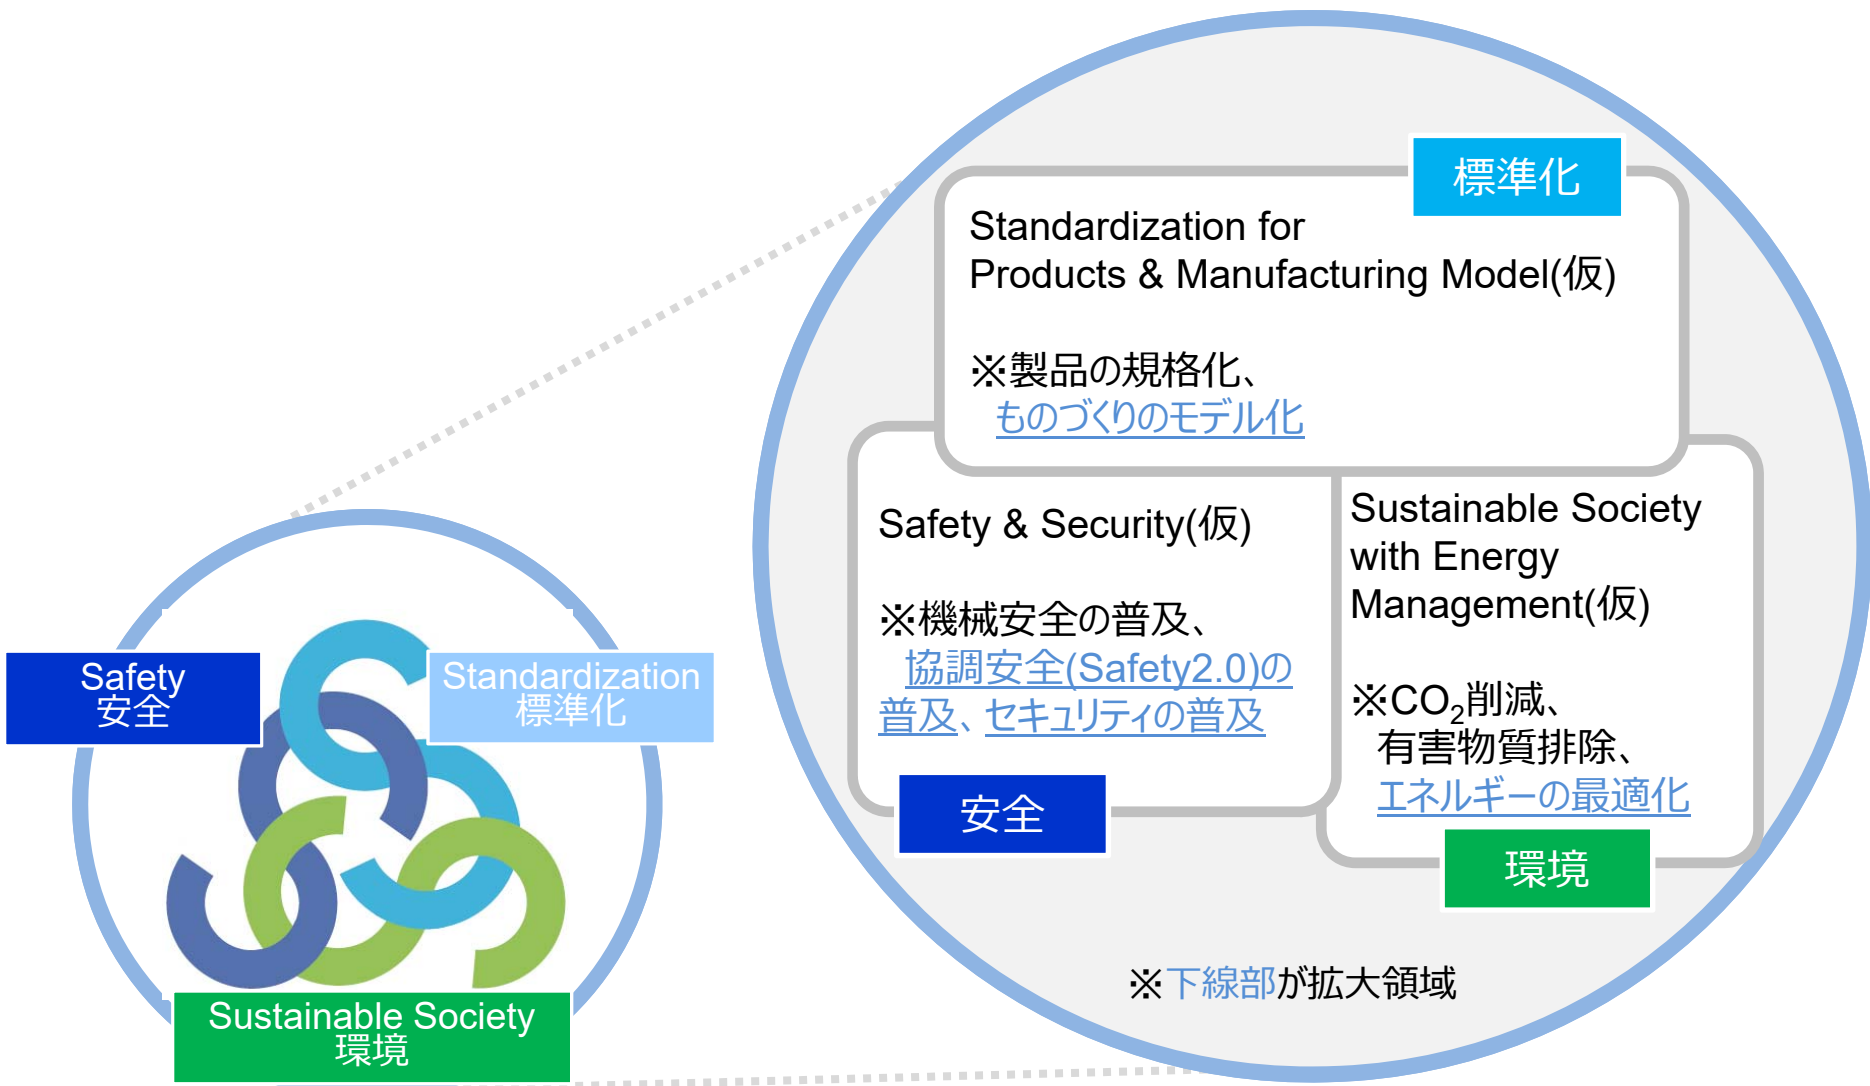 Safety
安全
Standardization
標準化
Sustainable Society
環境
標準化
Standardization for
Products & Manufacturing Model(仮)
※製品の規格化、
ものづくりのモデル化
Safety & Security(仮)
※機械安全の普及、
協調安全(Safety2.0)の
普及、セキュリティの普及
安全
Sustainable Society
with Energy
Management(仮)
※CO₂削減、
有害物質排除、
エネルギーの最適化
環境
※下線部が拡大領域